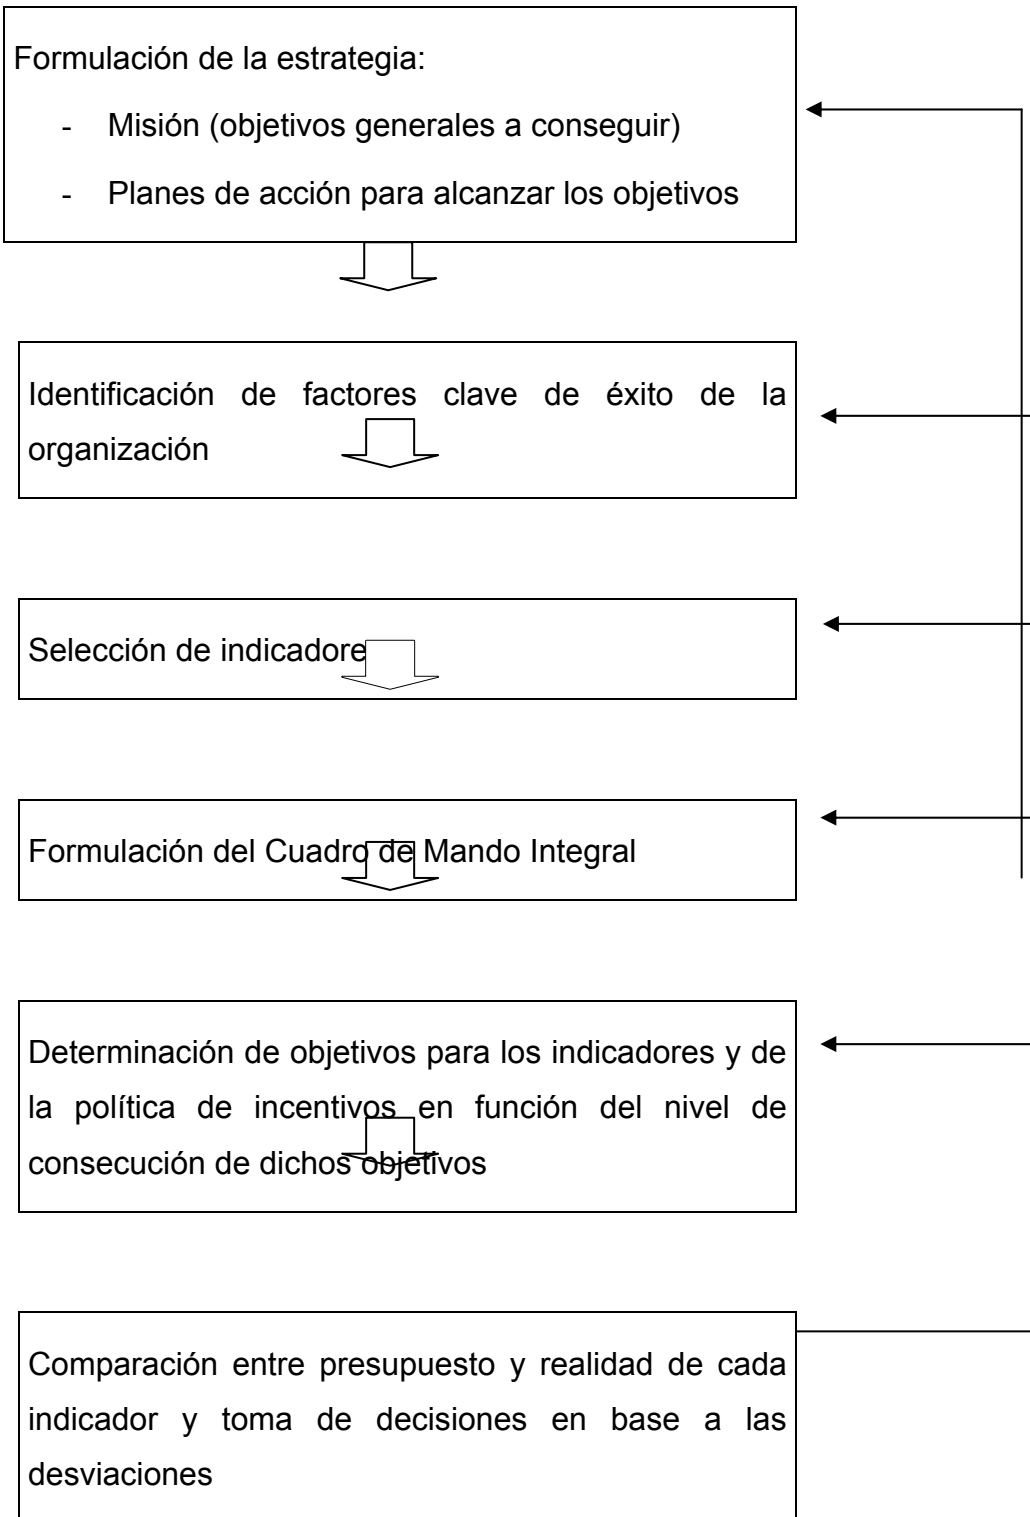 Formulación de la estrategia:
- Misión (objetivos generales a conseguir)
- Planes de acción para alcanzar los objetivos
Identificación de factores clave de éxito de la
organización
Selección de indicadore
Formulación del Cuadro de Mando Integral
Determinación de objetivos para los indicadores y de
la política de incentivos en función del nivel de
consecución de dichos objetivos
Comparación entre presupuesto y realidad de cada
indicador y toma de decisiones en base a las
desviaciones